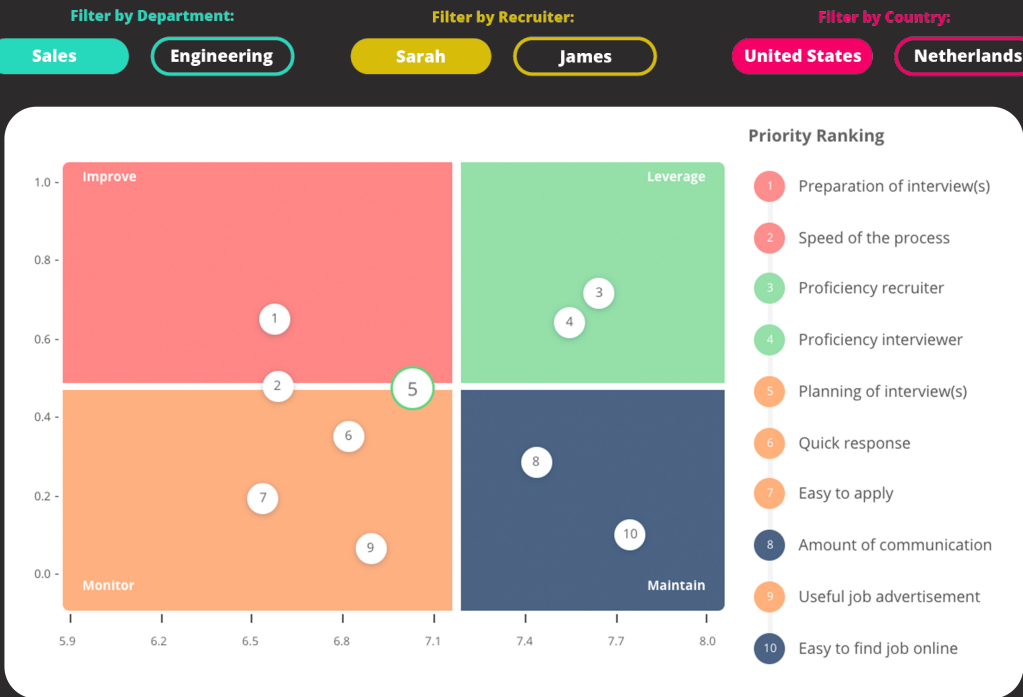 Filter by Department:
Filter by Recruiter:
Filter by Country:
Sales
Engineering
Sarah
James
United States
Netherlands
Priority Ranking
Improve
Leverage
Monitor
Maintain
1.0
0.8
0.6
0.4
0.2
0.0
5.9
6.2
6.5
6.8
7.1
7.4
7.7
8.0
1
2
3
4
5
6
7
8
9
10
1 Preparation of interview(s)
2 Speed of the process
3 Proficiency recruiter
4 Proficiency interviewer
5 Planning of interview(s)
6 Quick response
7 Easy to apply
8 Amount of communication
9 Useful job advertisement
10 Easy to find job online